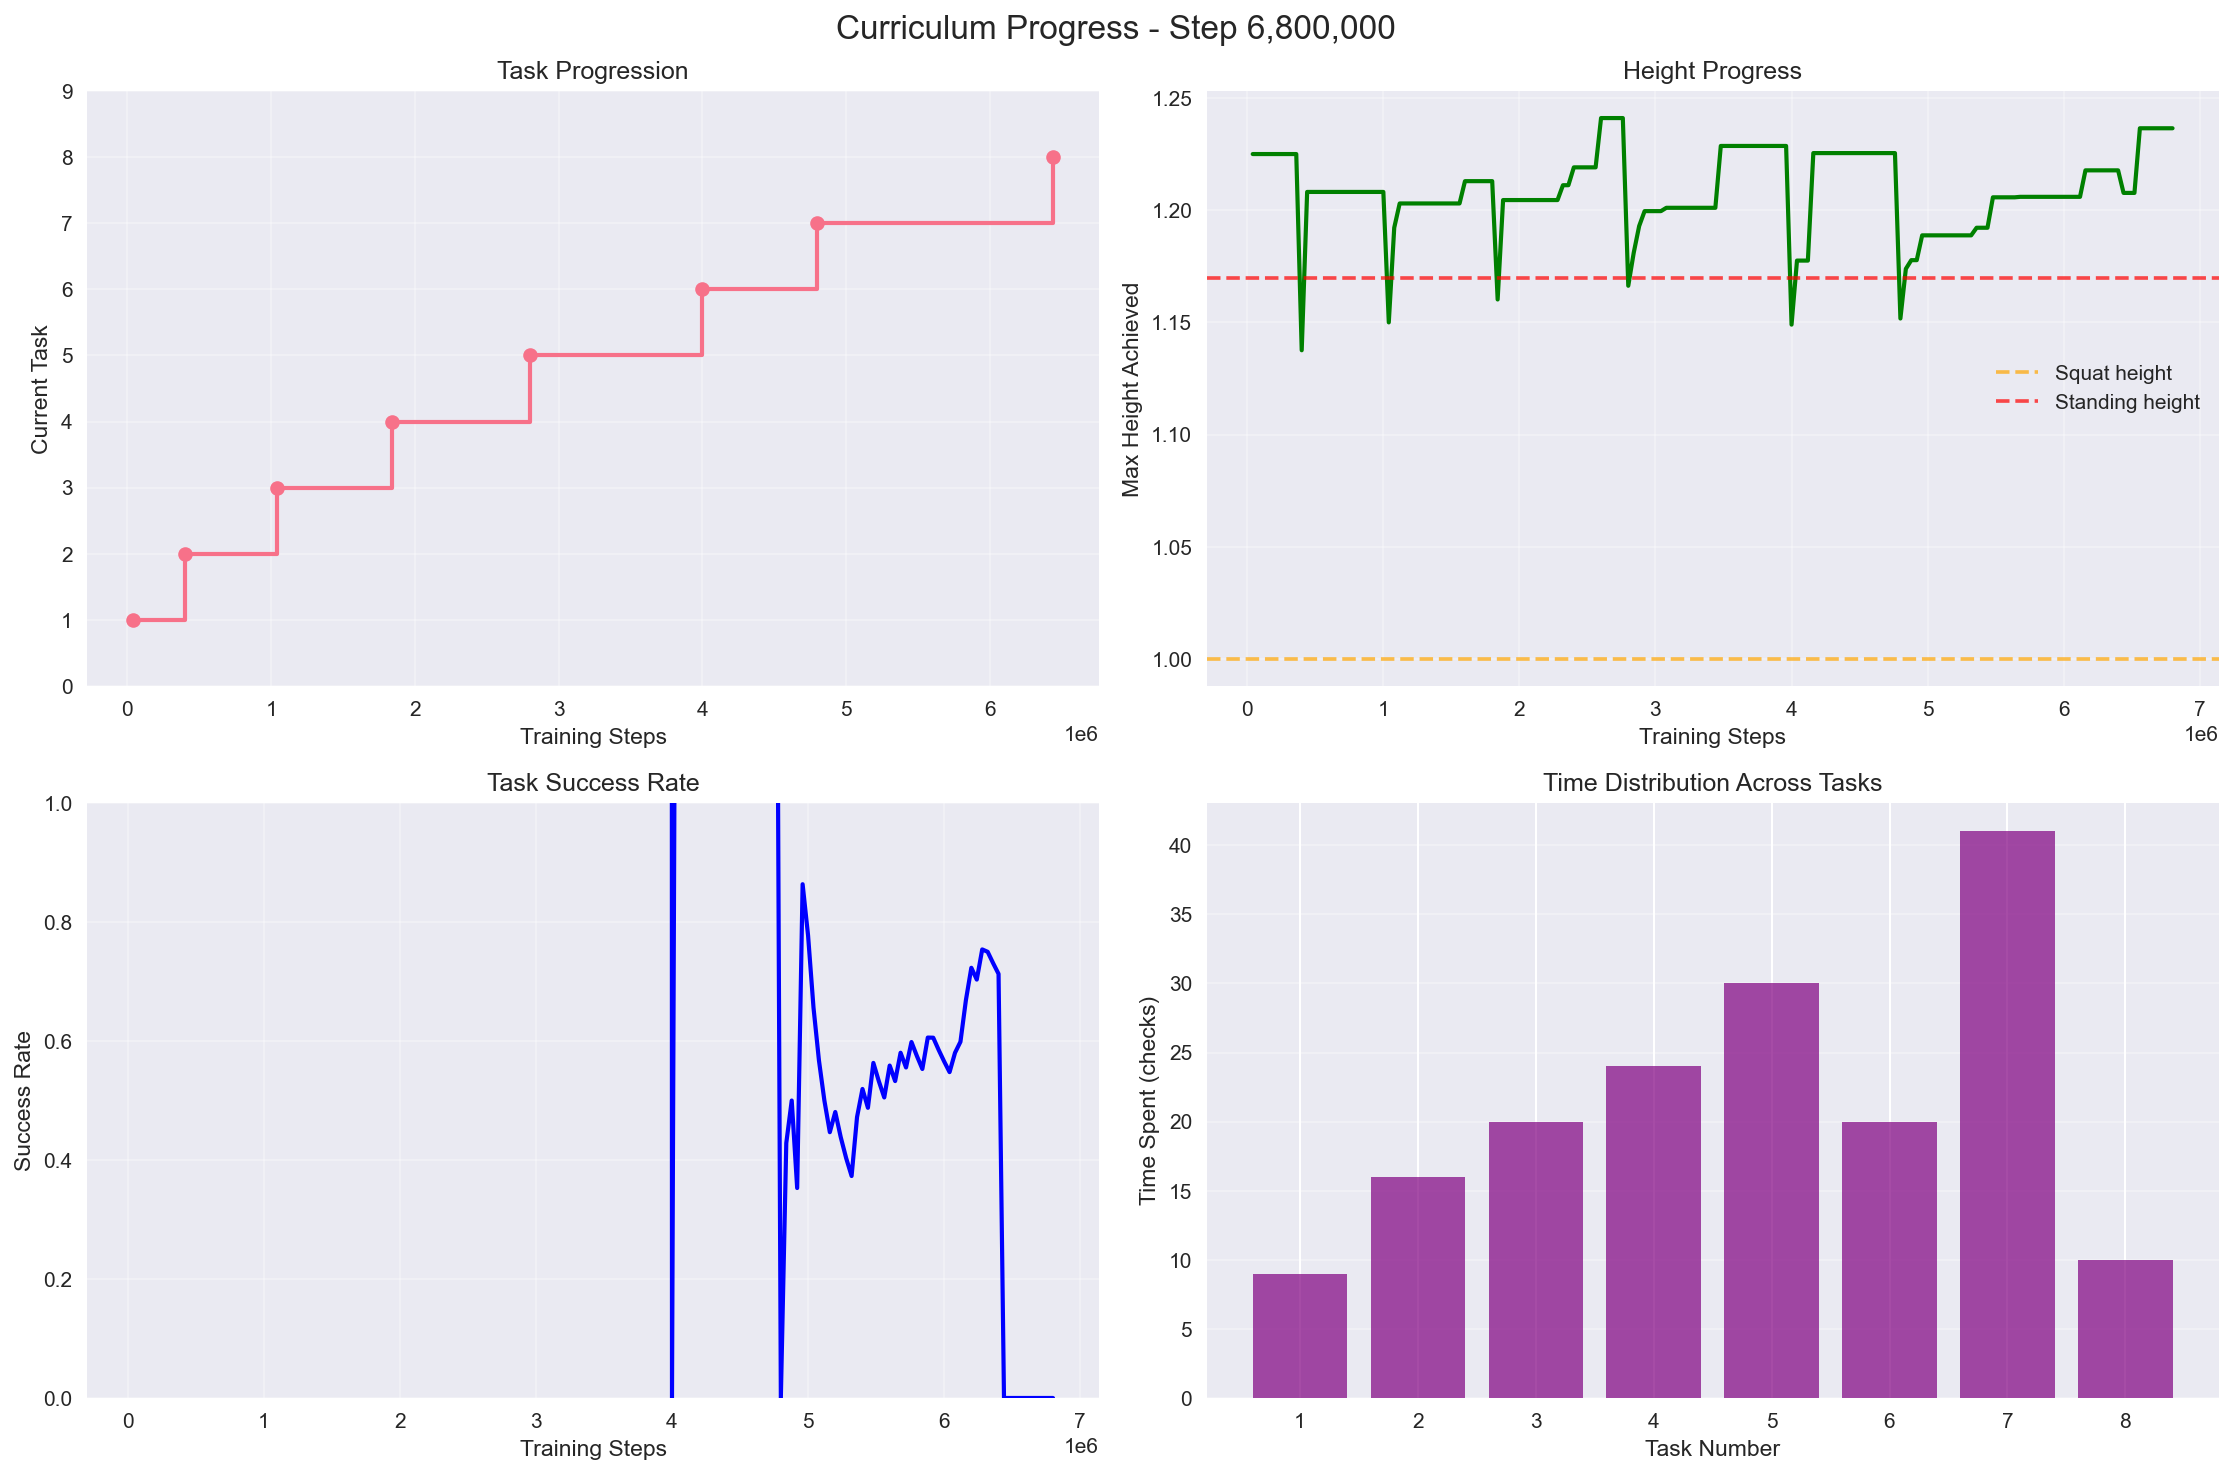 Curriculum Progress - Step 6,800,000
Task Progression
Current Task
9
8
7
6
5
4
3
2
1
0
0 1 2 3 4 5 6
1e6
Training Steps
Height Progress
Max Height Achieved
1.25
1.20
1.15
1.10
1.05
1.00
Squat height
Standing height
0 1 2 3 4 5 6 7
1e6
Training Steps
Task Success Rate
Success Rate
1.0
0.8
0.6
0.4
0.2
0.0
0 1 2 3 4 5 6 7
1e6
Training Steps
Time Distribution Across Tasks
Time Spent (checks)
40
35
30
25
20
15
10
5
0
1 2 3 4 5 6 7 8
Task Number